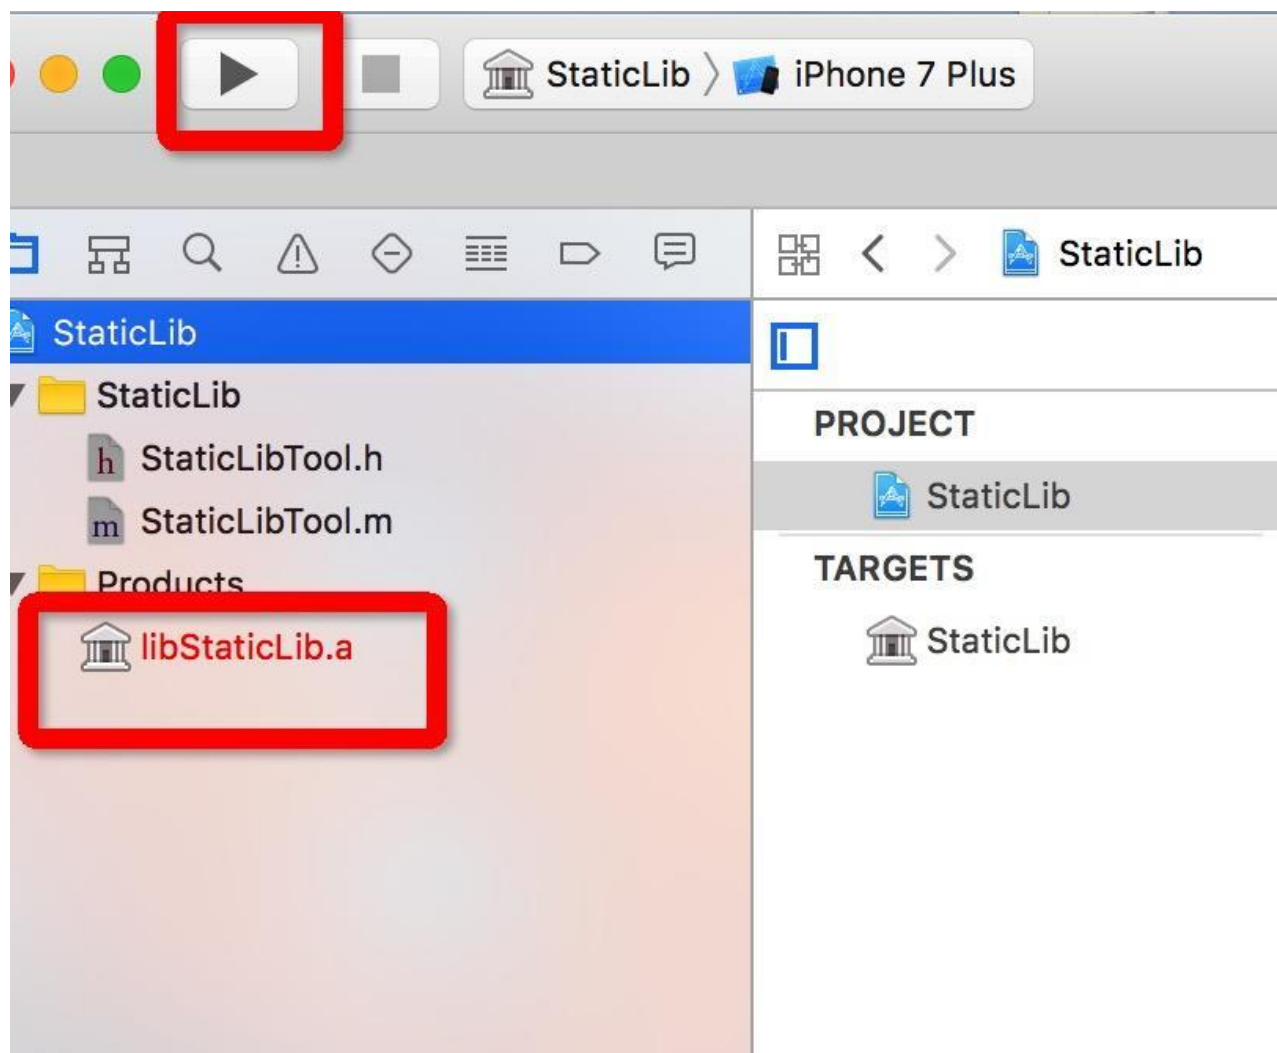 StaticLib 〉 iPhone 7 Plus
StaticLib
StaticLib
StaticLib
h StaticLibTool.h
m StaticLibTool.m
Products
libStaticLib.a
PROJECT
StaticLib
TARGETS
StaticLib